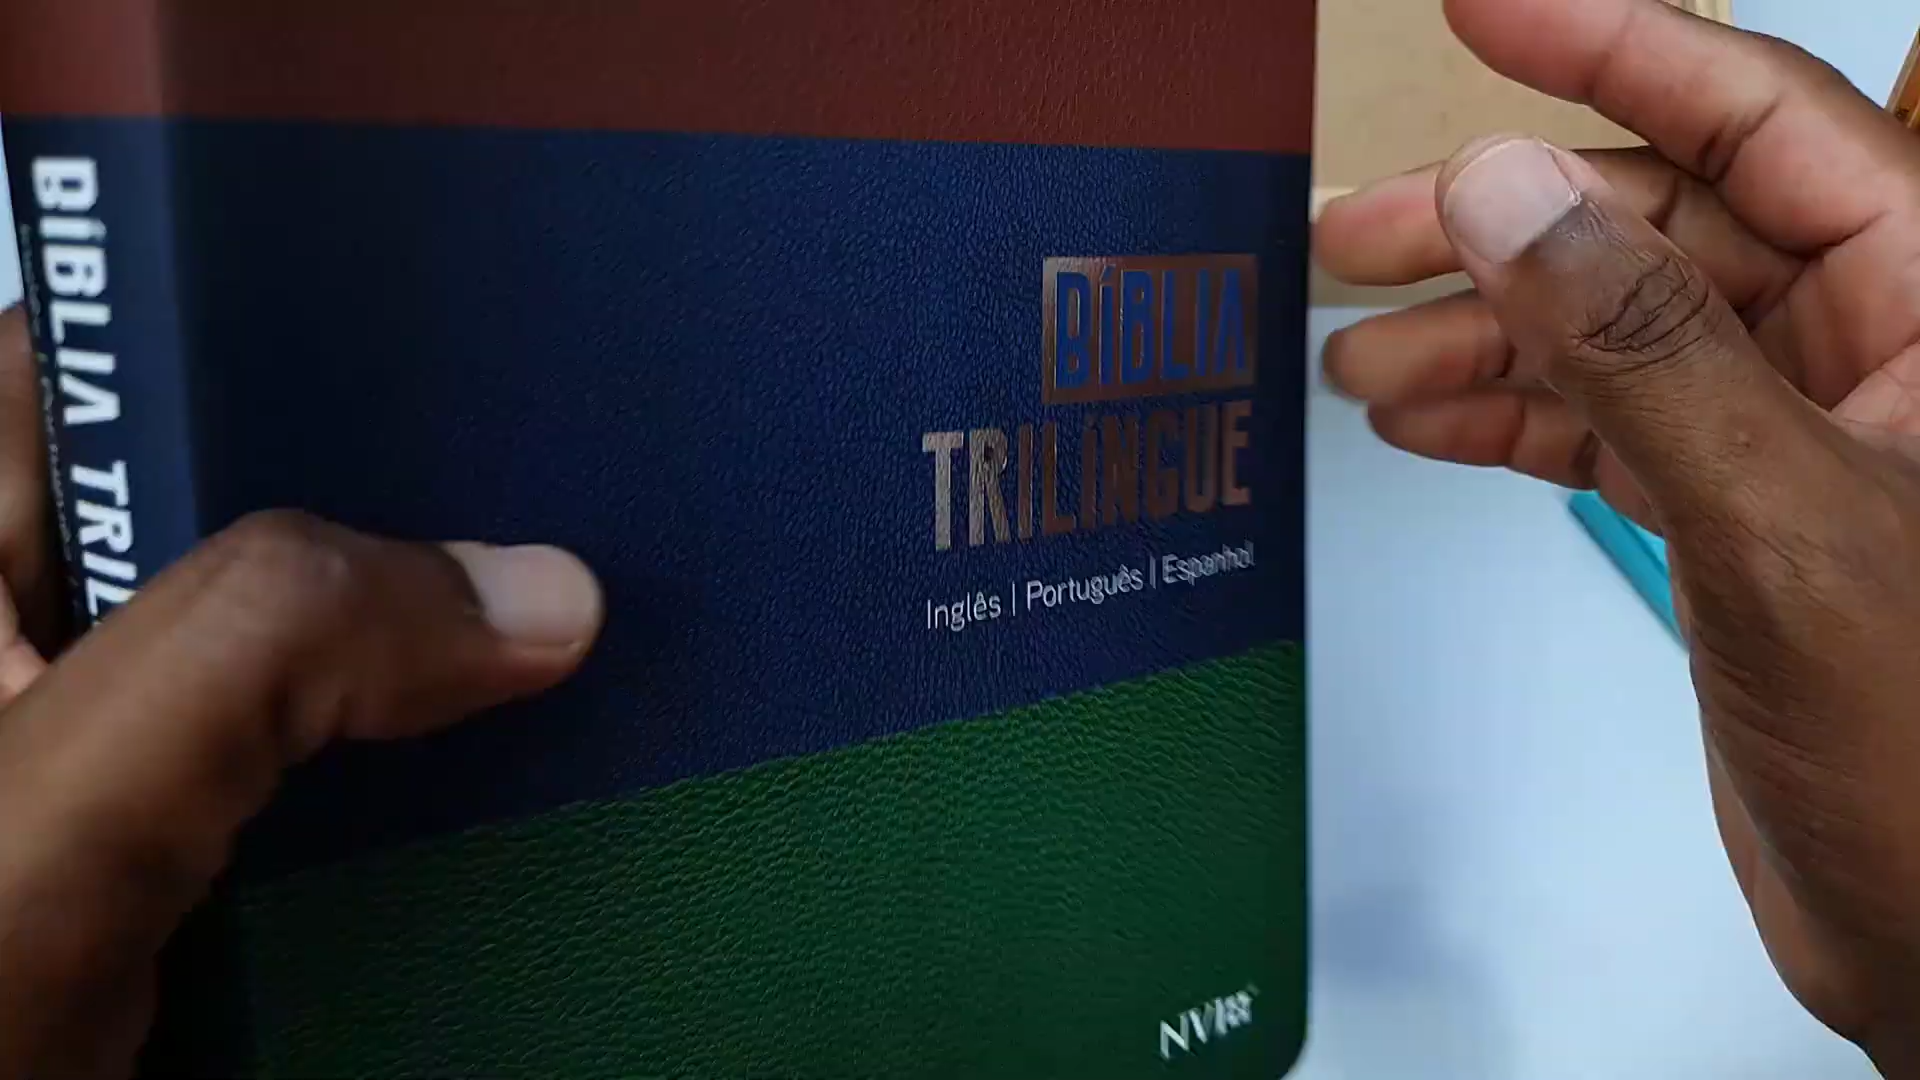 BÍBLIA
TRILÍNGUE
Inglês | Português | Espanhol
NVI
BÍBLIA TRIL